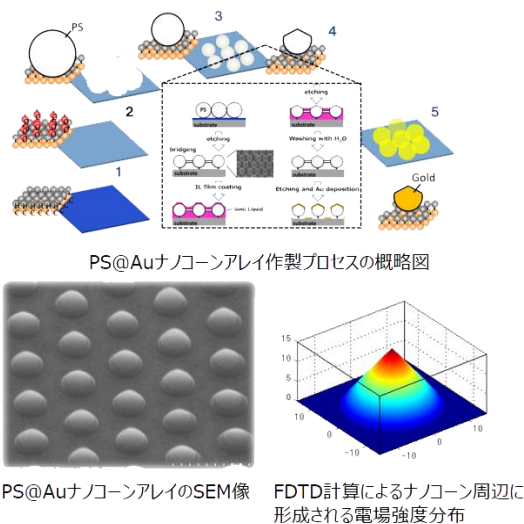 PS
3
4
2
1
5
PS
substrate
etching
bridging
substrate
IL film coating
ionic Liquid
substrate
etching
substrate
Washing with H₂O
substrate
Etching and Au deposition
substrate
Gold
PS@Auナノコーンアレイ作製プロセスの概略図
15
10
5
0
10
0
-10
-10
0
10
PS@AuナノコーンアレイのSEM像
FDTD計算によるナノコーン周辺に
形成される電場強度分布